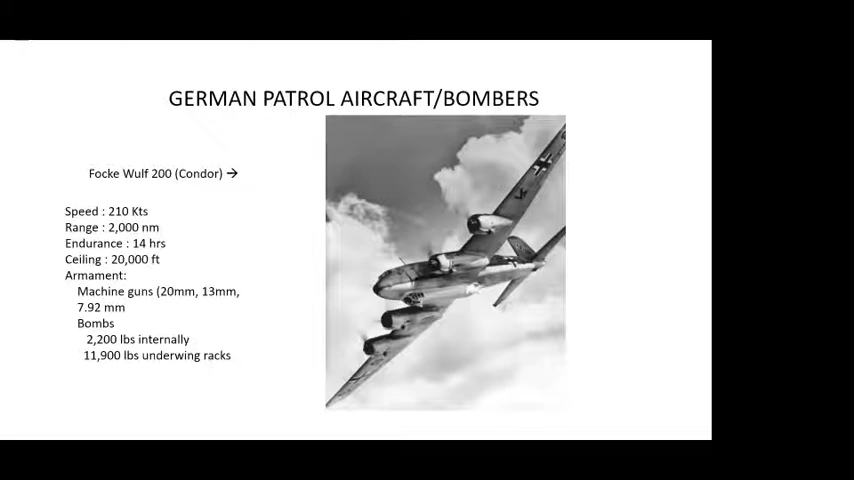 GERMAN PATROL AIRCRAFT/BOMBERS
Focke Wulf 200 (Condor) →
Speed : 210 Kts
Range : 2,000 nm
Endurance : 14 hrs
Ceiling : 20,000 ft
Armament:
Machine guns (20mm, 13mm,
7.92 mm
Bombs
2,200 lbs internally
11,900 lbs underwing racks